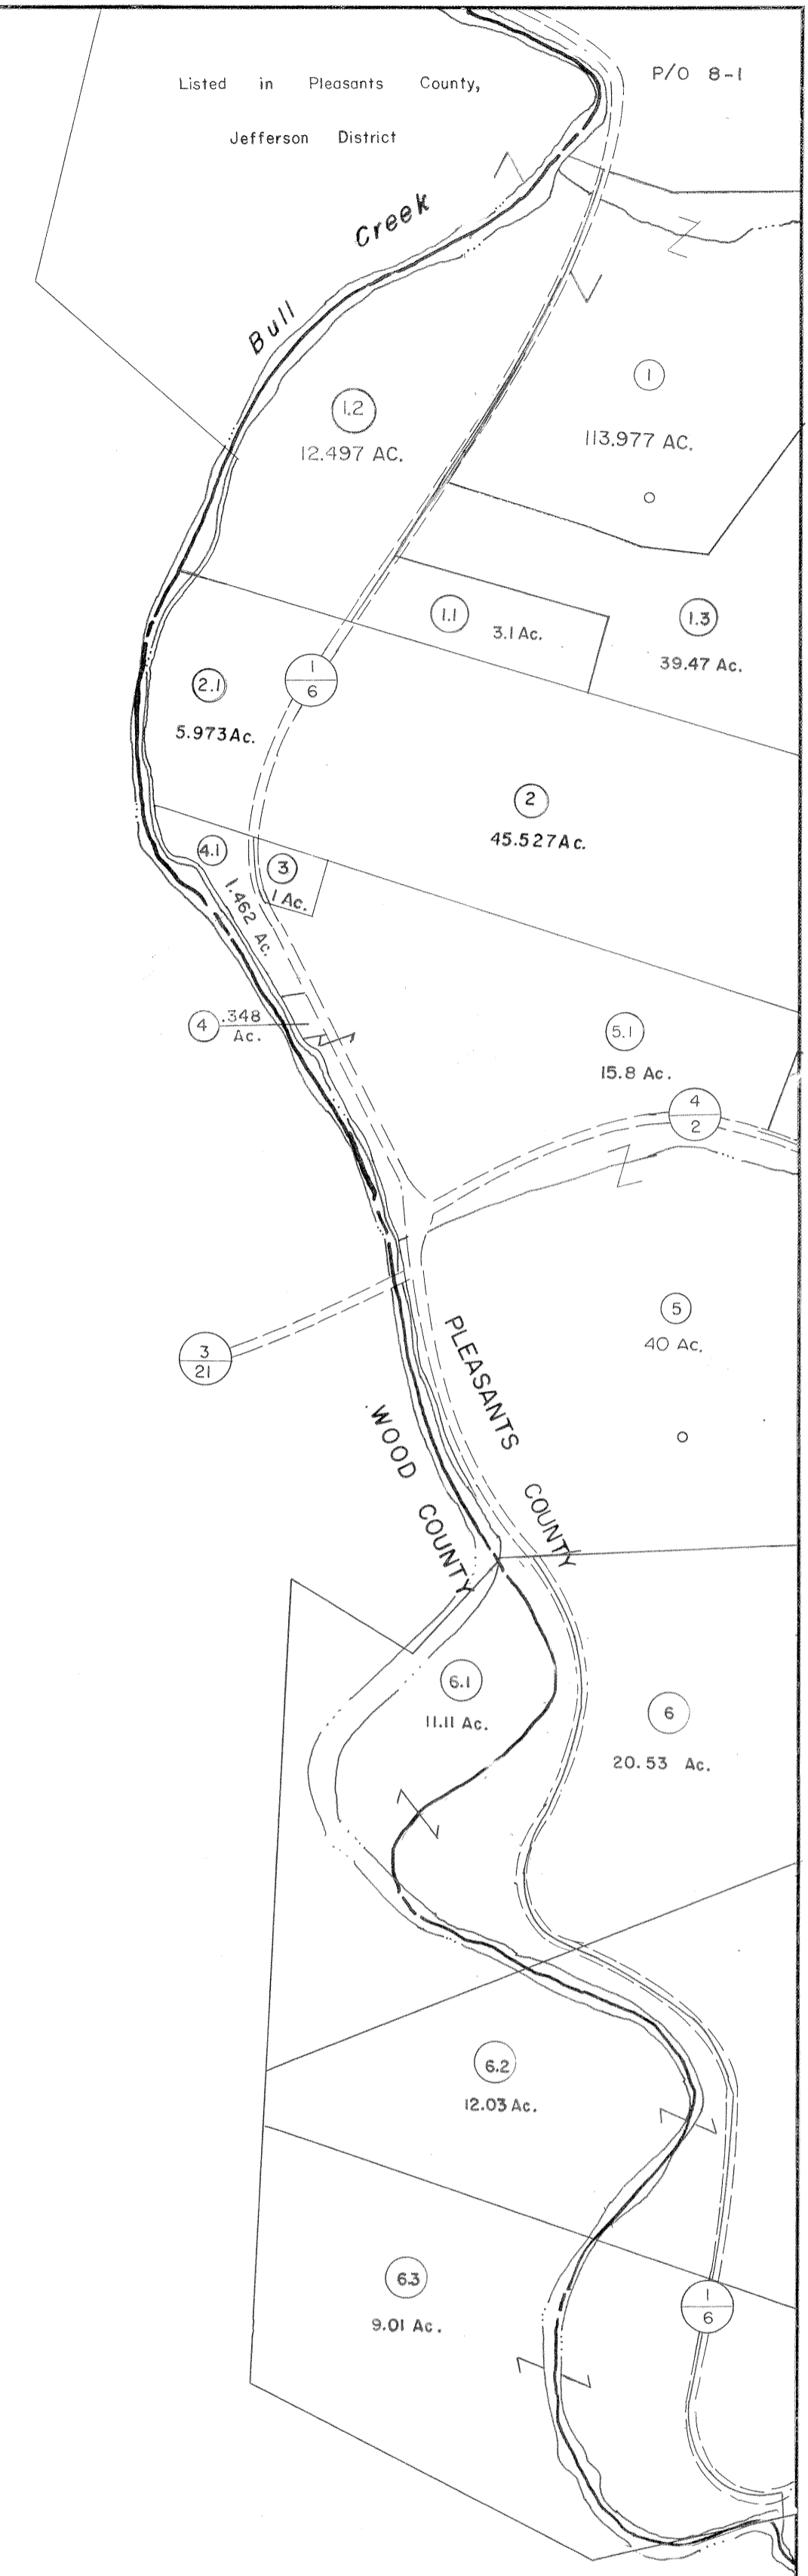 P/O 8-1
Listed in Pleasants County,
Jefferson District
Bull Creek
1
113.977 AC.
1.2
12.497 AC.
1.1
3.1 Ac.
1.3
39.47 Ac.
1
6
2.1
5.973 Ac.
2
45.527 Ac.
4.1
1.462 Ac.
3
1 Ac.
4
.348
Ac.
5.1
15.8 Ac.
4
2
5
40 Ac.
3
21
PLEASANTS COUNTY
WOOD COUNTY
6.1
11.11 Ac.
6
20.53 Ac.
6.2
12.03 Ac.
6.3
9.01 Ac.
1
6